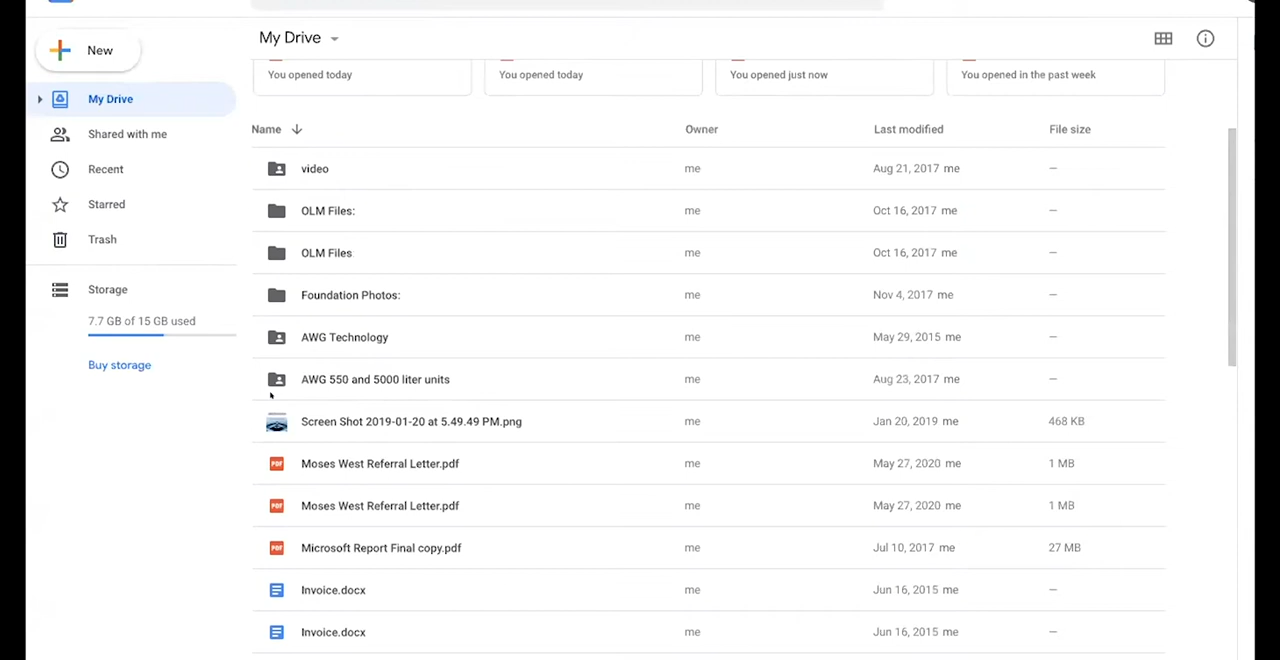 New
My Drive
Shared with me
Recent
Starred
Trash
Storage
7.7 GB of 15 GB used
Buy storage
My Drive
You opened today
You opened today
You opened just now
You opened in the past week
Name Owner Last modified File size
video me Aug 21, 2017 me —
OLM Files: me Oct 16, 2017 me —
OLM Files me Oct 16, 2017 me —
Foundation Photos: me Nov 4, 2017 me —
AWG Technology me May 29, 2015 me —
AWG 550 and 5000 liter units me Aug 23, 2017 me —
Screen Shot 2019-01-20 at 5.49.49 PM.png me Jan 20, 2019 me 468 KB
PDF Moses West Referral Letter.pdf me May 27, 2020 me 1 MB
PDF Moses West Referral Letter.pdf me May 27, 2020 me 1 MB
PDF Microsoft Report Final copy.pdf me Jul 10, 2017 me 27 MB
Invoice.docx me Jun 16, 2015 me —
Invoice.docx me Jun 16, 2015 me —